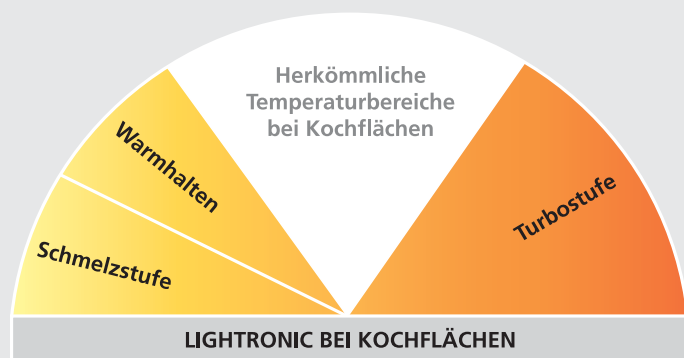 Herkömmliche
Temperaturbereiche
bei Kochflächen
Warmhalten
Schmelzstufe
Turbostufe
LIGHTRONIC BEI KOCHFLÄCHEN